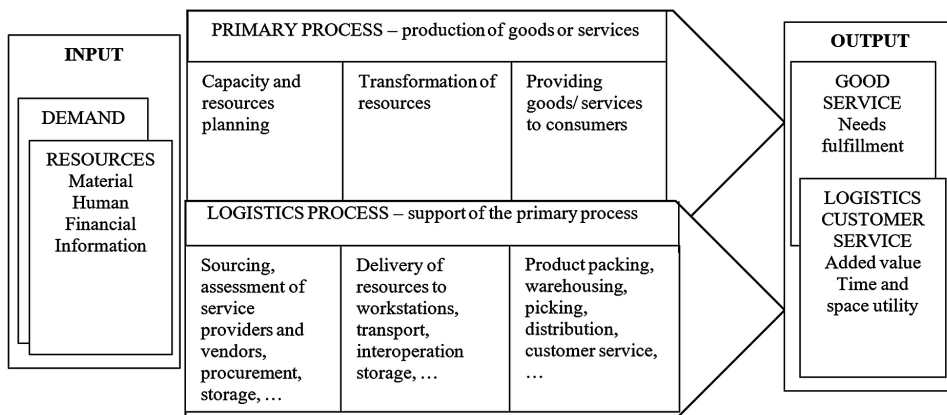 INPUT
DEMAND
RESOURCES
Material
Human
Financial
Information
PRIMARY PROCESS – production of goods or services
Capacity and
resources
planning
Transformation of
resources
Providing
goods/ services
to consumers
LOGISTICS PROCESS – support of the primary process
Sourcing,
assessment of
service
providers and
vendors,
procurement,
storage, …
Delivery of
resources to
workstations,
transport,
interoperation
storage, …
Product packing,
warehousing,
picking,
distribution,
customer service,
…
OUTPUT
GOOD
SERVICE
Needs
fulfillment
LOGISTICS
CUSTOMER
SERVICE
Added value
Time and
space utility